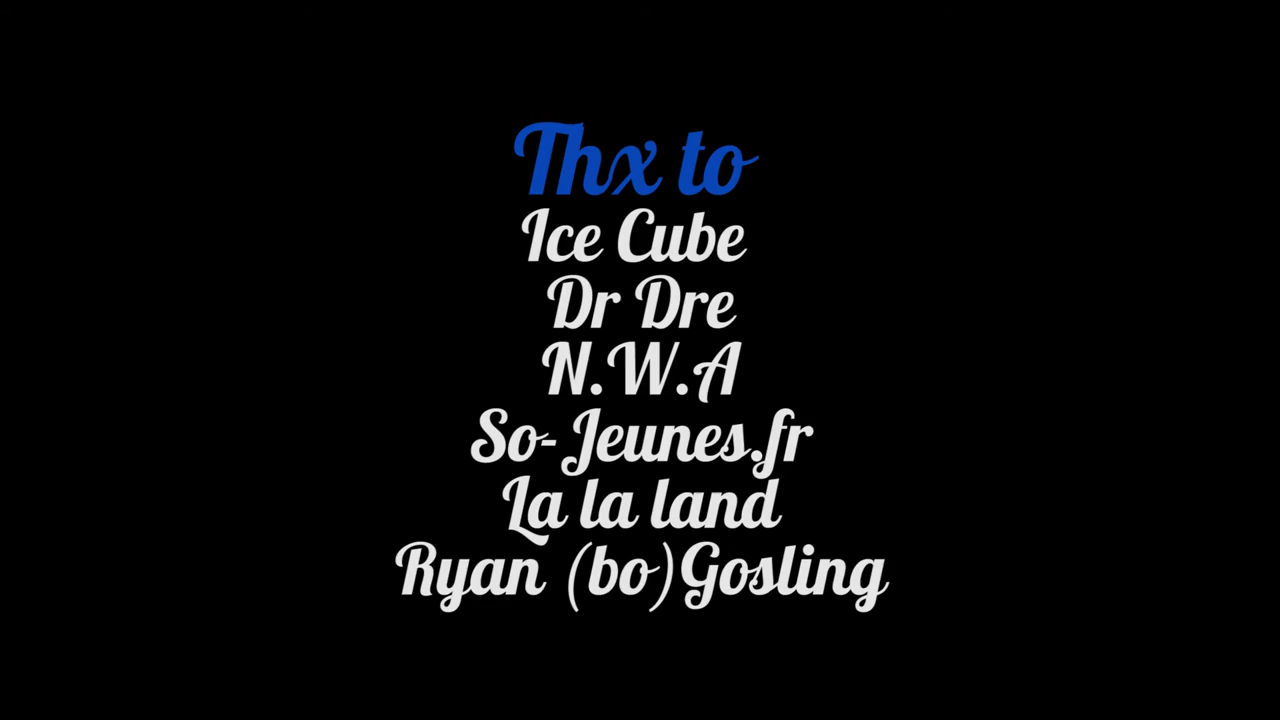 Thx to
Ice Cube
Dr Dre
N.W.A
So-Jeunes.fr
La la land
Ryan (bo)Gosling